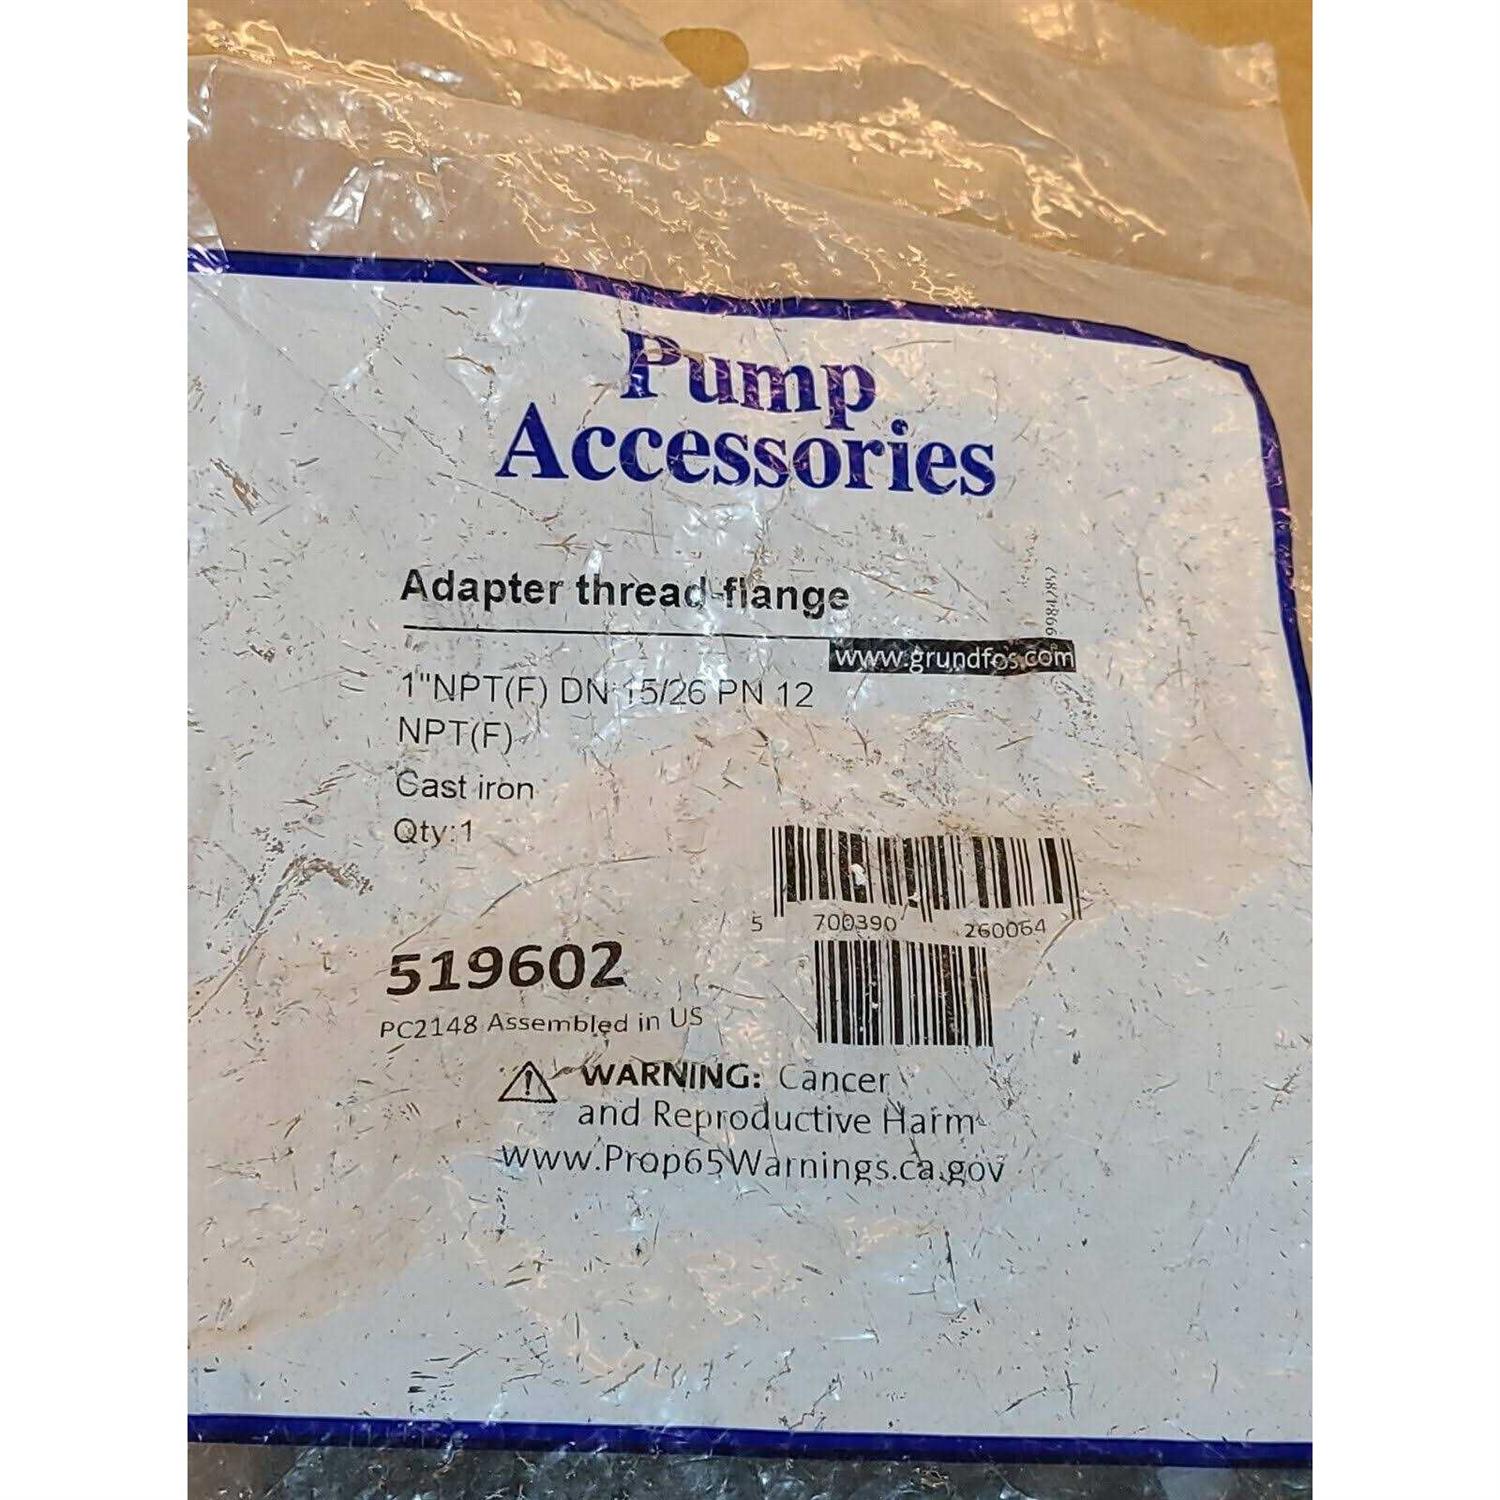 Pump
Accessories
Adapter thread-flange
99847857
www.grundfos.com
1"NPT(F) DN 15/26 PN 12
NPT(F)
Cast iron
Qty:1
5 700390 260064
519602
PC2148 Assembled in US
WARNING: Cancer
and Reproductive Harm-
www.Prop65Warnings.ca.gov